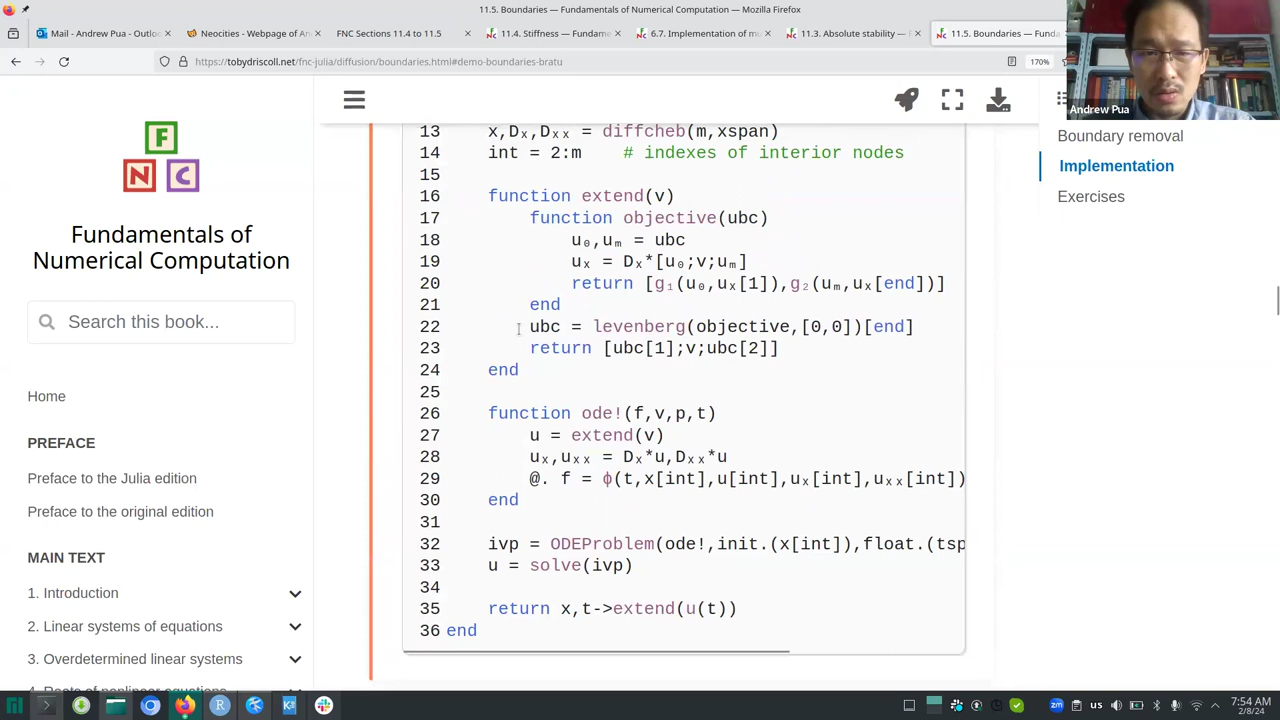 11.5. Boundaries — Fundamentals of Numerical Computation — Mozilla Firefox
Mail - Andrew Pua - Outloo
Neocities - Webpage of An
FNC Sections 11.4 to 11.5
11.4. Stiffness — Fundame
6.7. Implementation of m
11.3. Absolute stability — F
11.5. Boundaries — Funda
https://tobydriscoll.net/fnc-julia/diffusion/boundaries.html#demo-boundaries-bratu
170%
Andrew Pua
F
N C
Fundamentals of
Numerical Computation
Search this book...
Home
PREFACE
Preface to the Julia edition
Preface to the original edition
MAIN TEXT
1. Introduction
2. Linear systems of equations
3. Overdetermined linear systems
4. Roots of nonlinear equations
13 x,Dₓ,Dₓₓ = diffcheb(m,xspan)
14 int = 2:m # indexes of interior nodes
15
16 function extend(v)
17 function objective(ubc)
18 u₀,uₘ = ubc
19 uₓ = Dₓ*[u₀;v;uₘ]
20 return [g₁(u₀,uₓ[1]),g₂(uₘ,uₓ[end])]
21 end
22 ubc = levenberg(objective,[0,0])[end]
23 return [ubc[1];v;ubc[2]]
24 end
25
26 function ode!(f,v,p,t)
27 u = extend(v)
28 uₓ,uₓₓ = Dₓ*u,Dₓₓ*u
29 @. f = ϕ(t,x[int],u[int],uₓ[int],uₓₓ[int])
30 end
31
32 ivp = ODEProblem(ode!,init.(x[int]),float.(tsp
33 u = solve(ivp)
34
35 return x,t->extend(u(t))
36 end
Boundary removal
Implementation
Exercises
us
7:54 AM
2/8/24